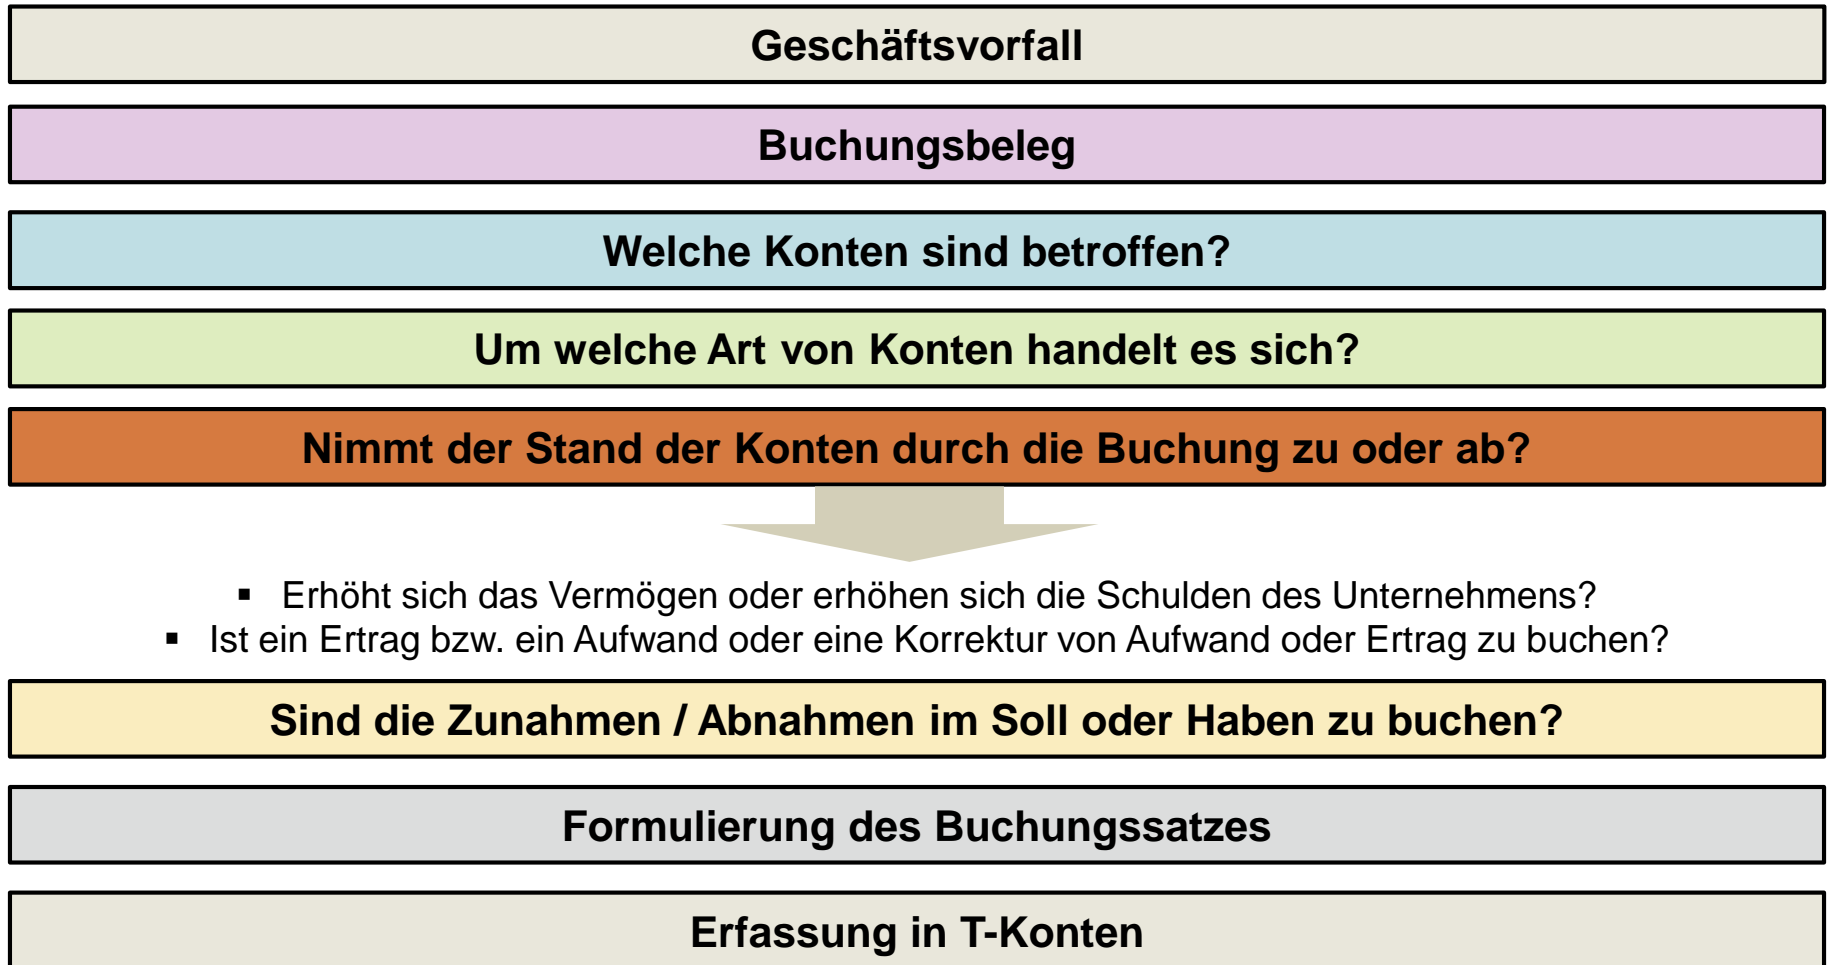 Geschäftsvorfall
Buchungsbeleg
Welche Konten sind betroffen?
Um welche Art von Konten handelt es sich?
Nimmt der Stand der Konten durch die Buchung zu oder ab?
▪ Erhöht sich das Vermögen oder erhöhen sich die Schulden des Unternehmens?
▪ Ist ein Ertrag bzw. ein Aufwand oder eine Korrektur von Aufwand oder Ertrag zu buchen?
Sind die Zunahmen / Abnahmen im Soll oder Haben zu buchen?
Formulierung des Buchungssatzes
Erfassung in T-Konten